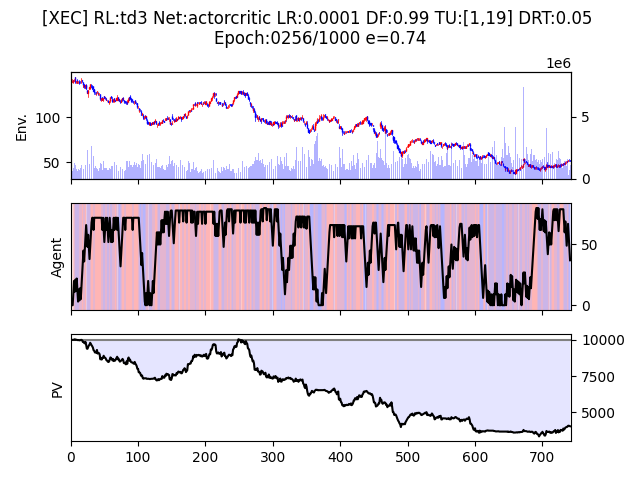 [XEC] RL:td3 Net:actorcritic LR:0.0001 DF:0.99 TU:[1,19] DRT:0.05
Epoch:0256/1000 e=0.74
1e6
Env.
100
50
5
0
Agent
50
0
PV
10000
7500
5000
0 100 200 300 400 500 600 700